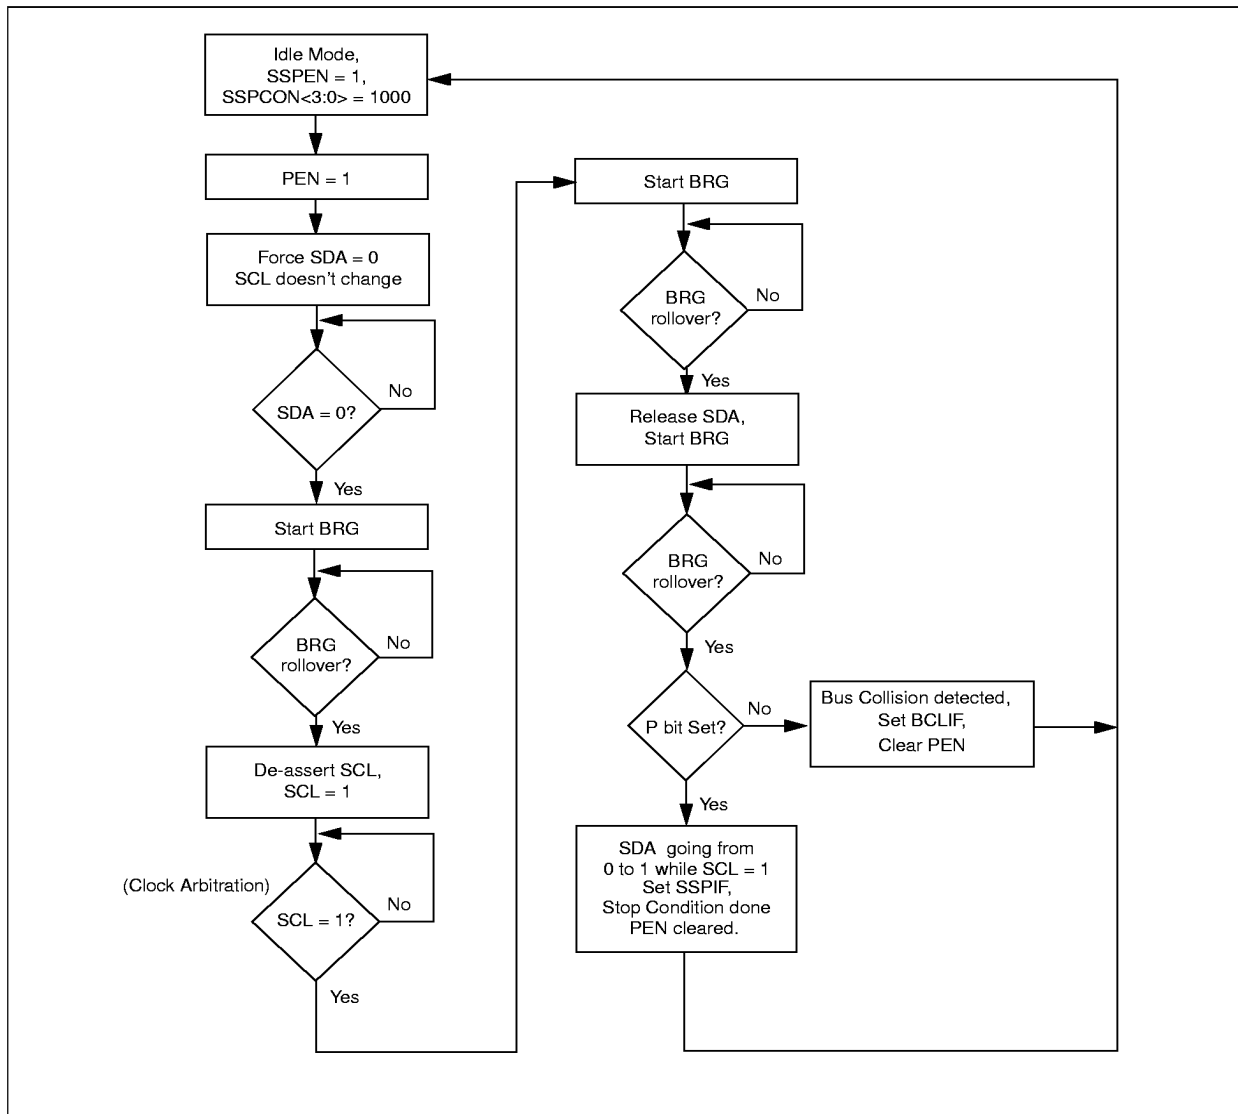 Idle Mode,
SSPEN = 1,
SSPCON<3:0> = 1000
PEN = 1
Force SDA = 0
SCL doesn't change
No
SDA = 0?
Yes
Start BRG
No
BRG
rollover?
Yes
De-assert SCL,
SCL = 1
(Clock Arbitration)
No
SCL = 1?
Yes
Start BRG
No
BRG
rollover?
Yes
Release SDA,
Start BRG
No
BRG
rollover?
Yes
P bit Set?
No
Bus Collision detected,
Set BCLIF,
Clear PEN
Yes
SDA going from
0 to 1 while SCL = 1
Set SSPIF,
Stop Condition done
PEN cleared.